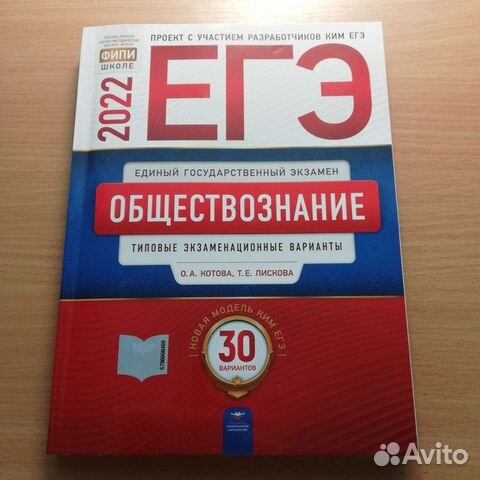 ПРОЕКТ С УЧАСТИЕМ РАЗРАБОТЧИКОВ КИМ ЕГЭ
ФИПИ
ШКОЛЕ
2022
ЕГЭ
ЕДИНЫЙ ГОСУДАРСТВЕННЫЙ ЭКЗАМЕН
ОБЩЕСТВОЗНАНИЕ
ТИПОВЫЕ ЭКЗАМЕНАЦИОННЫЕ ВАРИАНТЫ
О.А. КОТОВА, Т.Е. ЛИСКОВА
НОВАЯ МОДЕЛЬ КИМ ЕГЭ
30
ВАРИАНТОВ
Avito